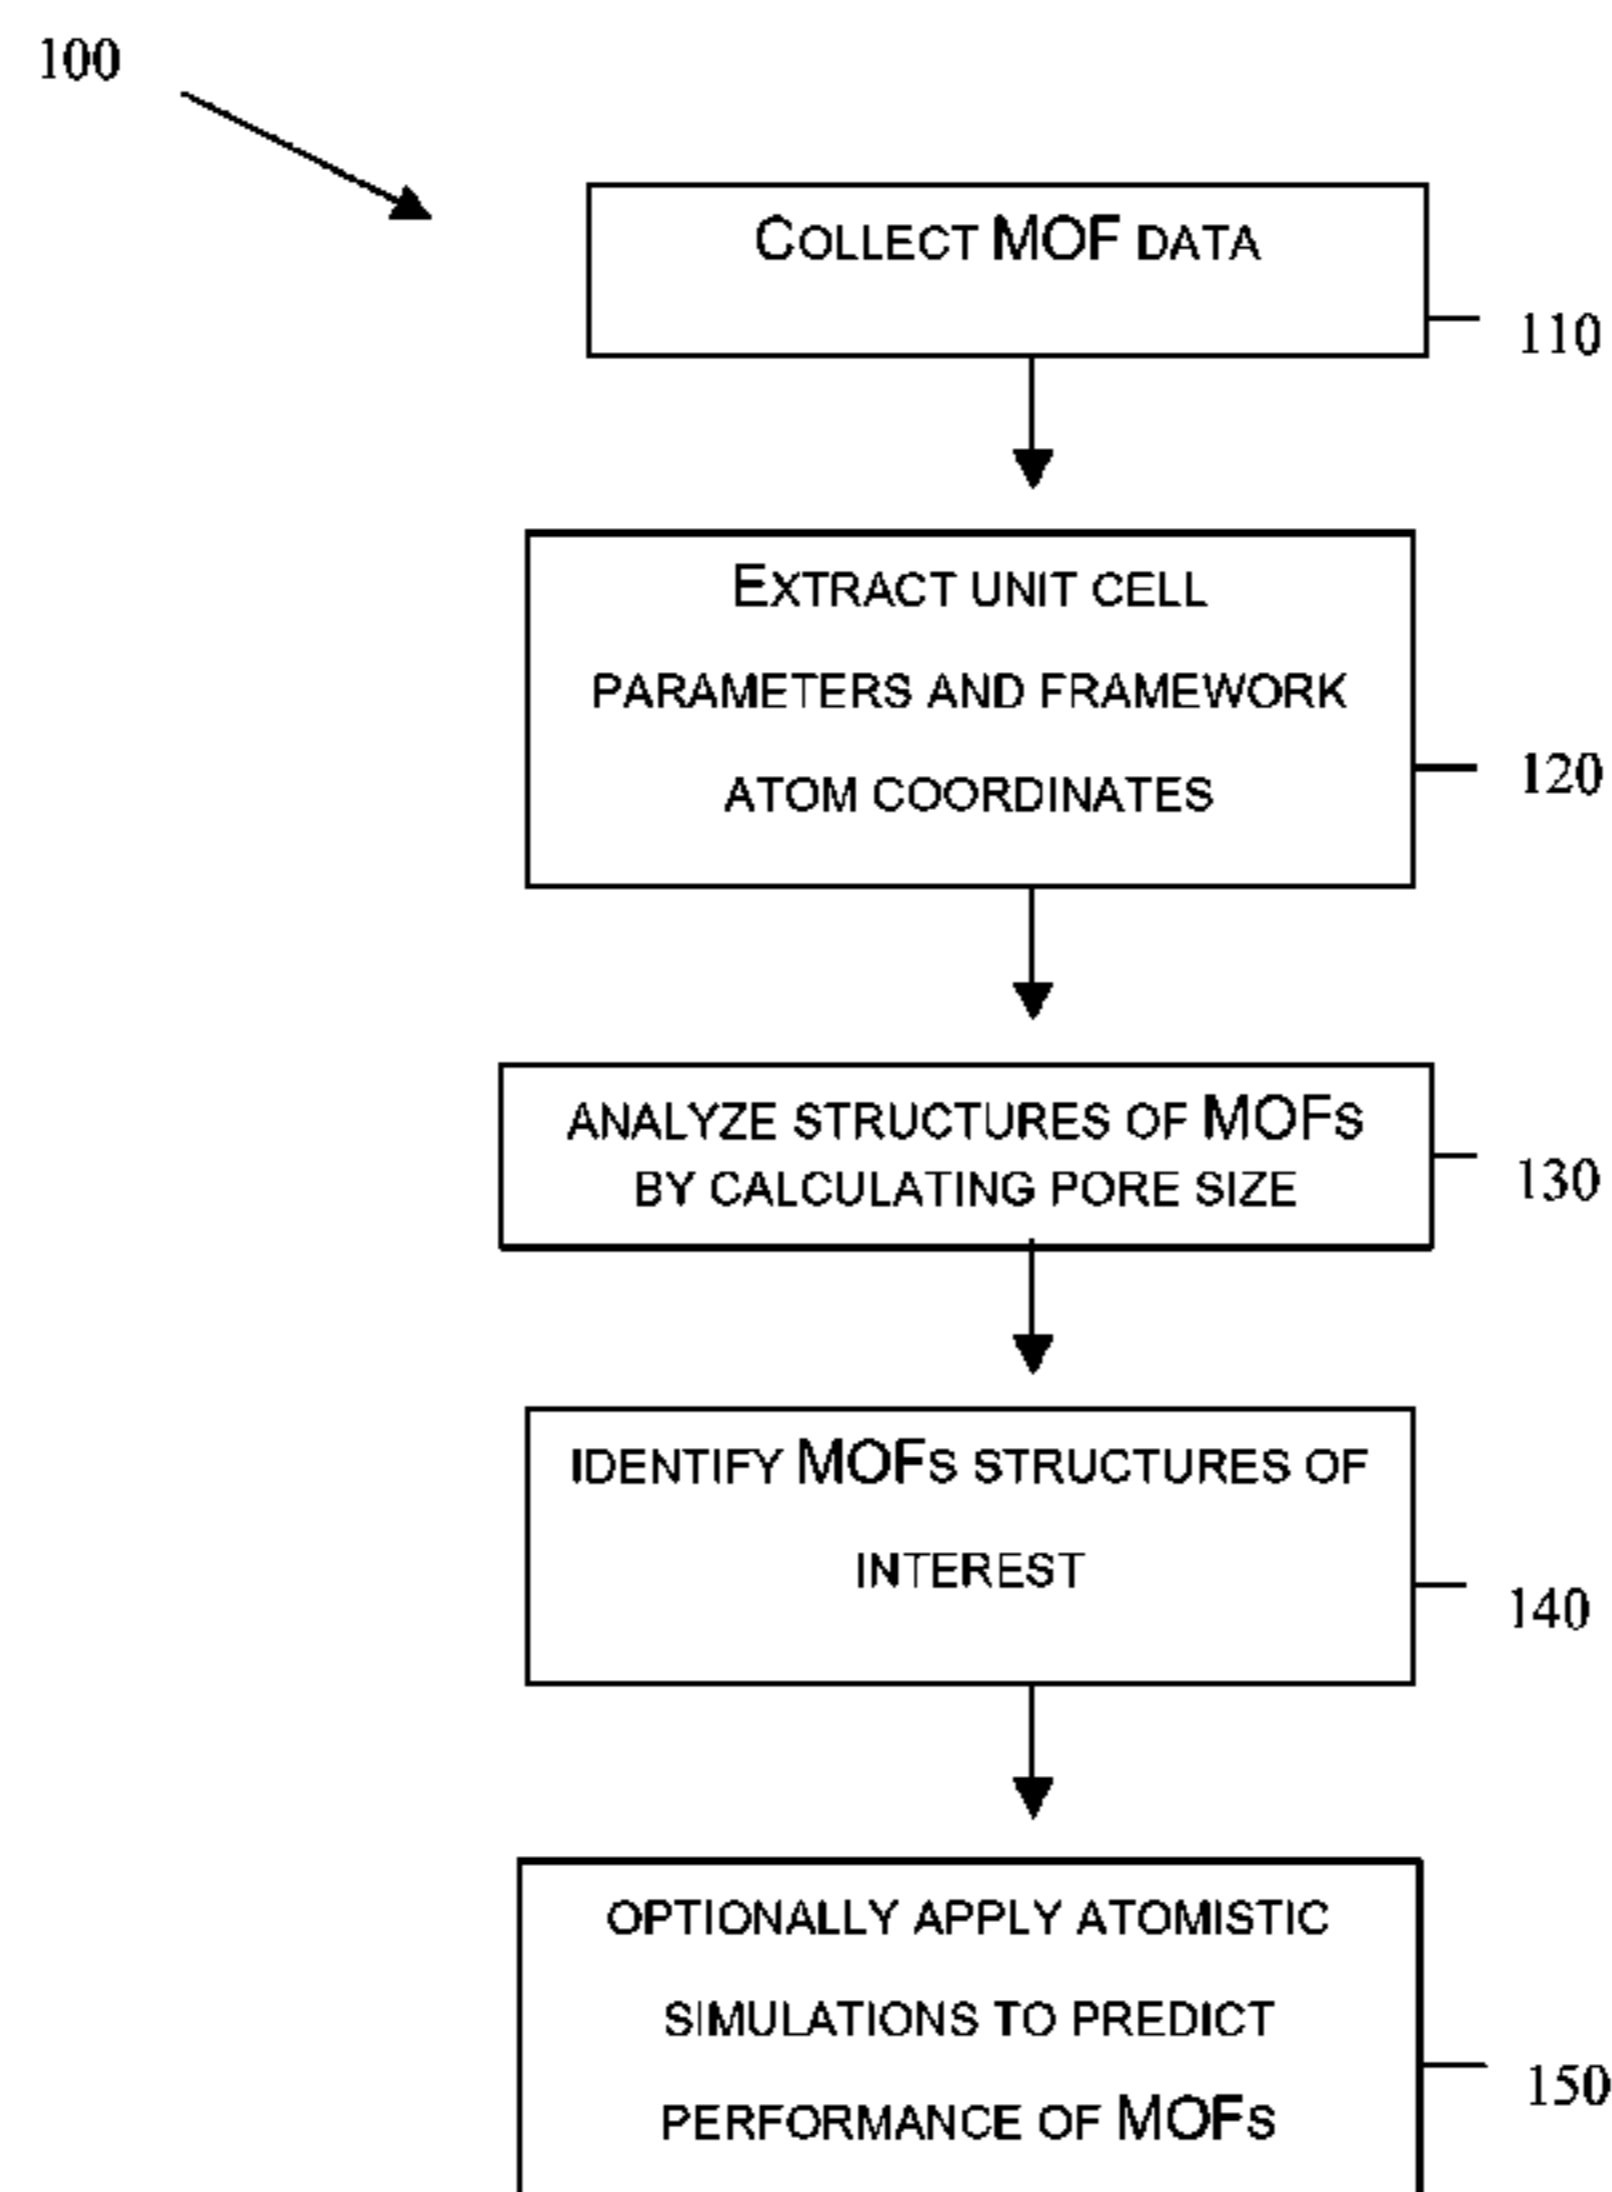 100
COLLECT MOF DATA
110
EXTRACT UNIT CELL
PARAMETERS AND FRAMEWORK
ATOM COORDINATES
120
ANALYZE STRUCTURES OF MOFS
BY CALCULATING PORE SIZE
130
IDENTIFY MOFS STRUCTURES OF
INTEREST
140
OPTIONALLY APPLY ATOMISTIC
SIMULATIONS TO PREDICT
PERFORMANCE OF MOFS
150